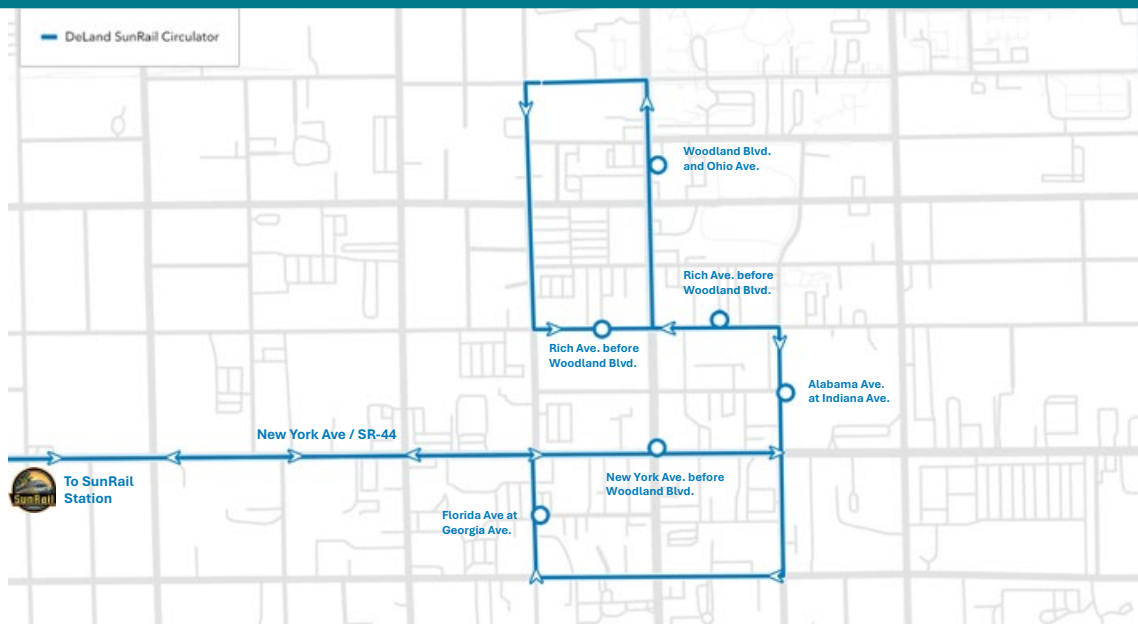 DeLand SunRail Circulator
Woodland Blvd.
and Ohio Ave.
Rich Ave. before
Woodland Blvd.
Rich Ave. before
Woodland Blvd.
Alabama Ave.
at Indiana Ave.
New York Ave / SR-44
SunRail
To SunRail
Station
New York Ave. before
Woodland Blvd.
Florida Ave at
Georgia Ave.